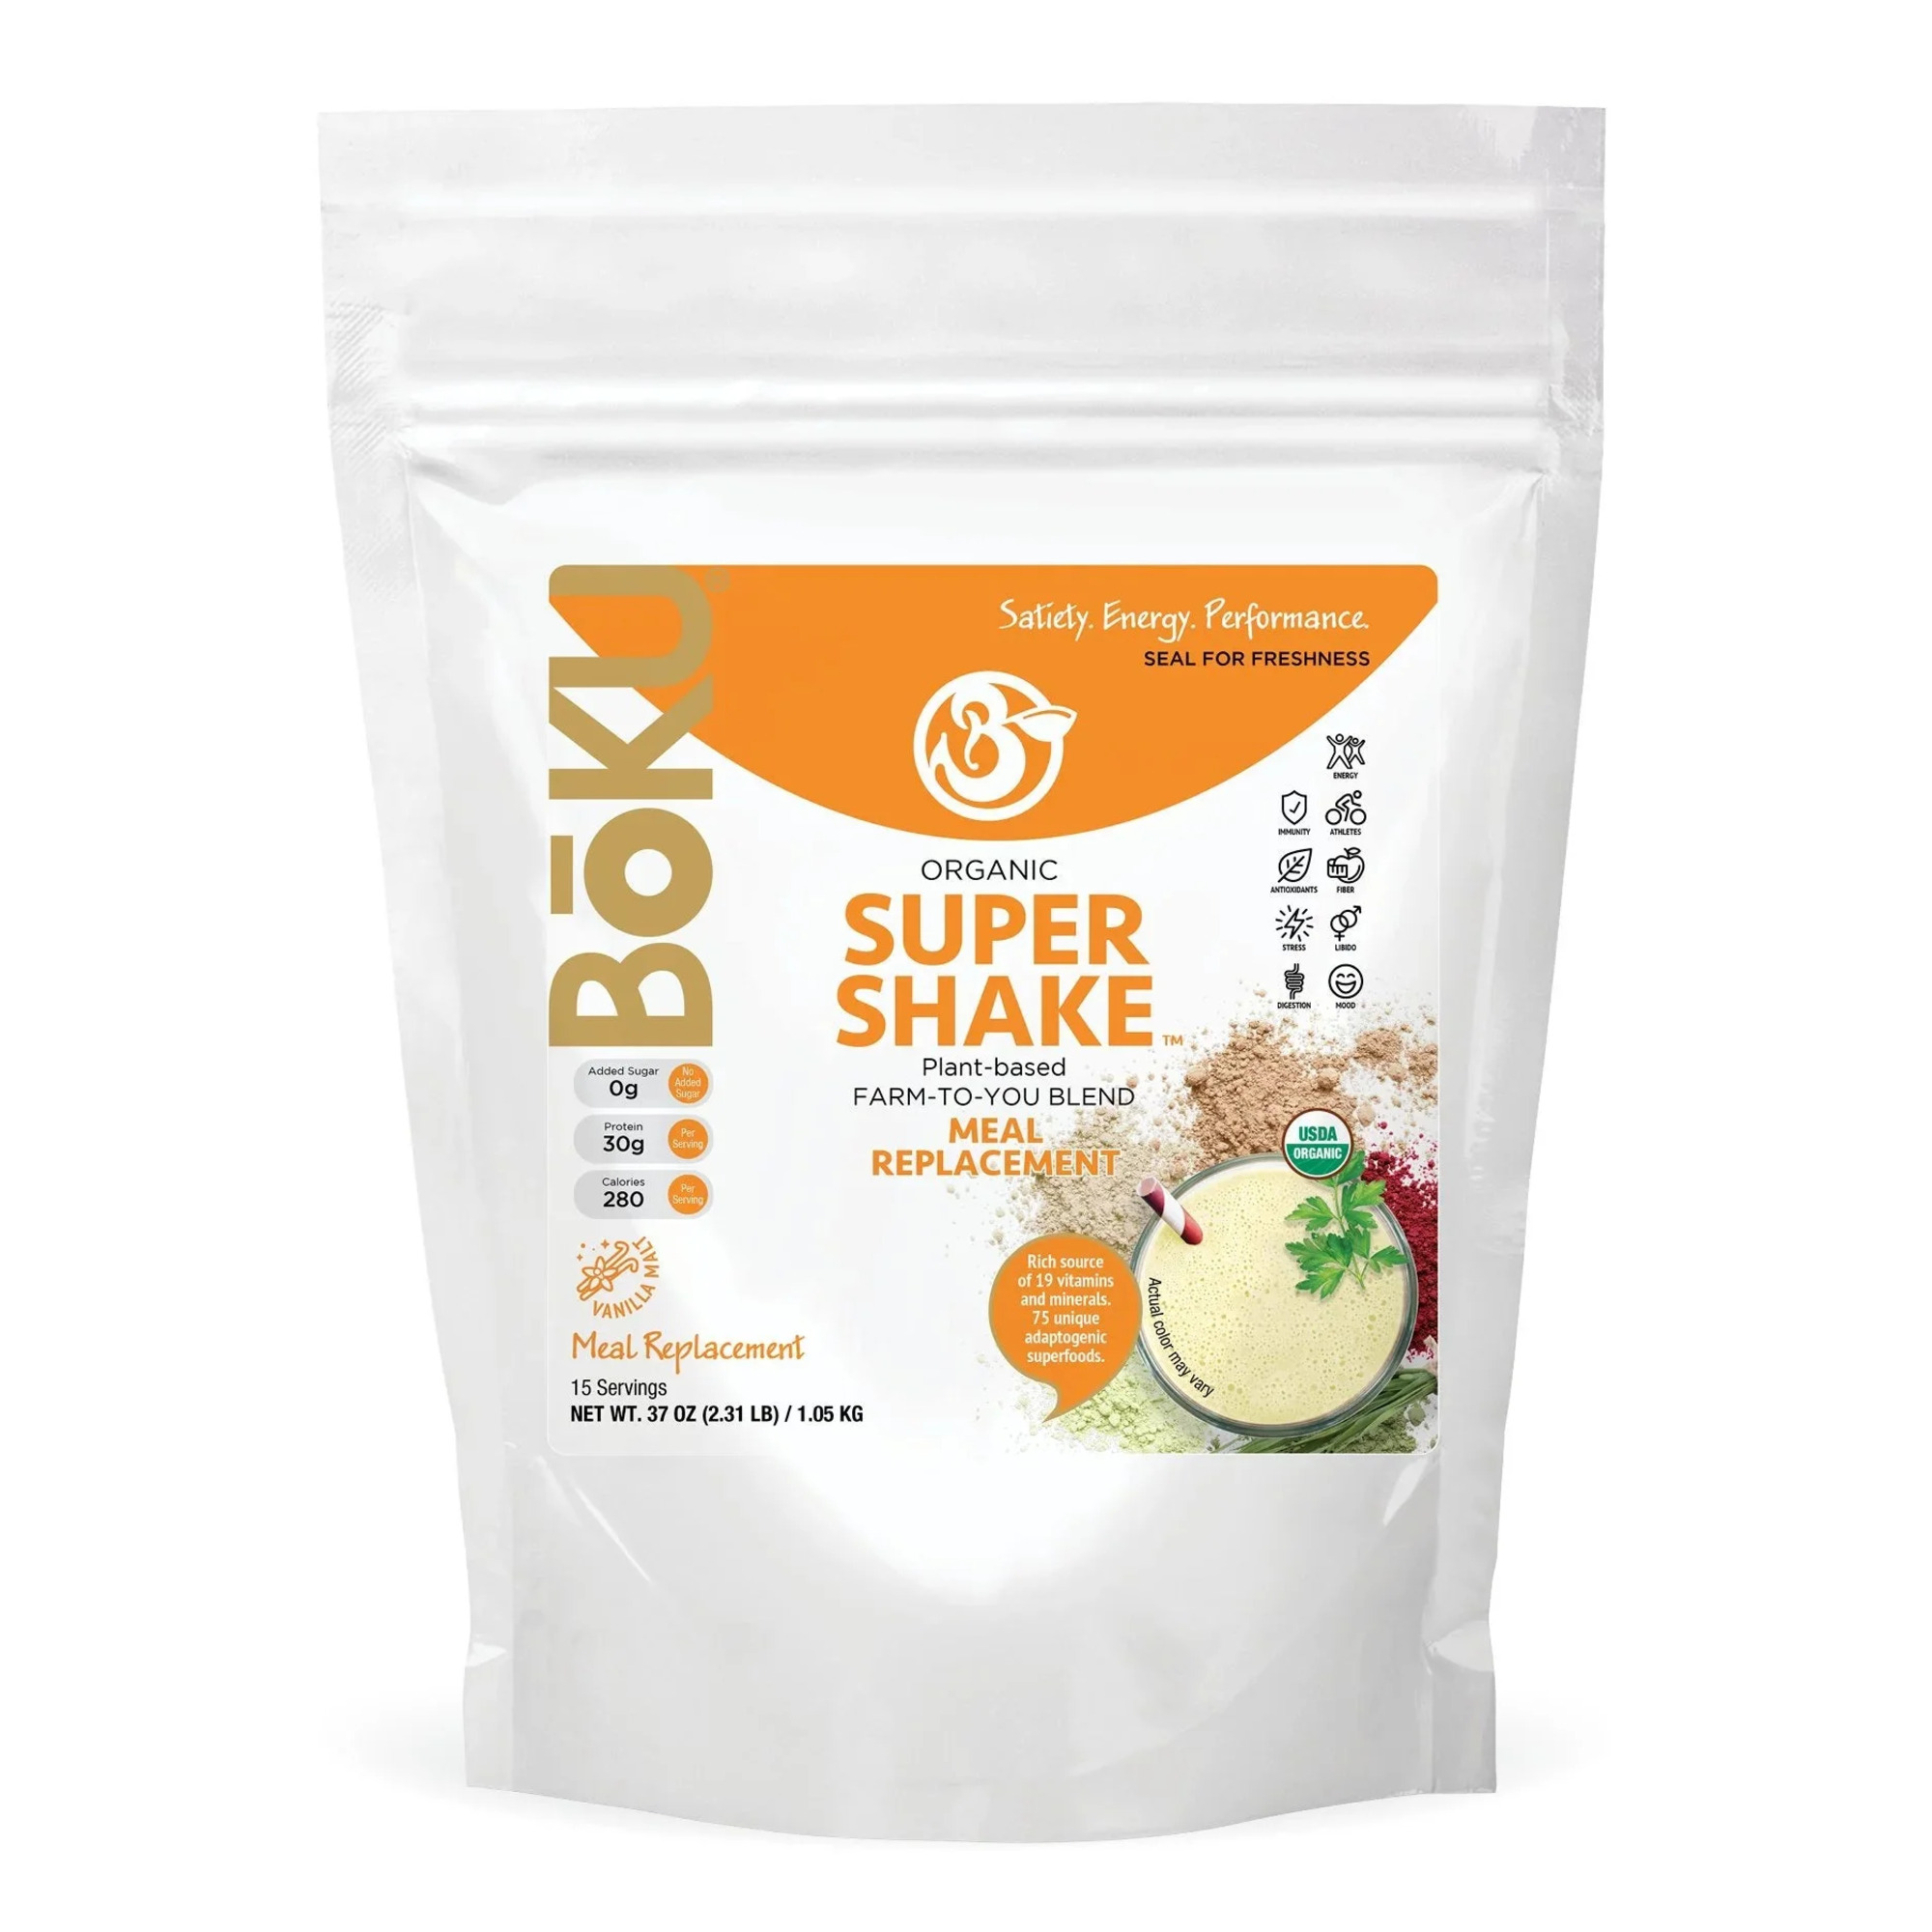 BōKU®
Satiety. Energy. Performance.
SEAL FOR FRESHNESS
ENERGY
IMMUNITY
ATHLETES
ANTIOXIDANTS
FIBER
STRESS
LIBIDO
DIGESTION
MOOD
ORGANIC
SUPER
SHAKE™
Plant-based
FARM-TO-YOU BLEND
MEAL
REPLACEMENT
Added Sugar
0g
No
Added
Sugar
Protein
30g
Per
Serving
Calories
280
Per
Serving
VANILLA MALT
Meal Replacement
15 Servings
NET WT. 37 OZ (2.31 LB) / 1.05 KG
USDA
ORGANIC
Rich source
of 19 vitamins
and minerals.
75 unique
adaptogenic
superfoods.
Actual color may vary